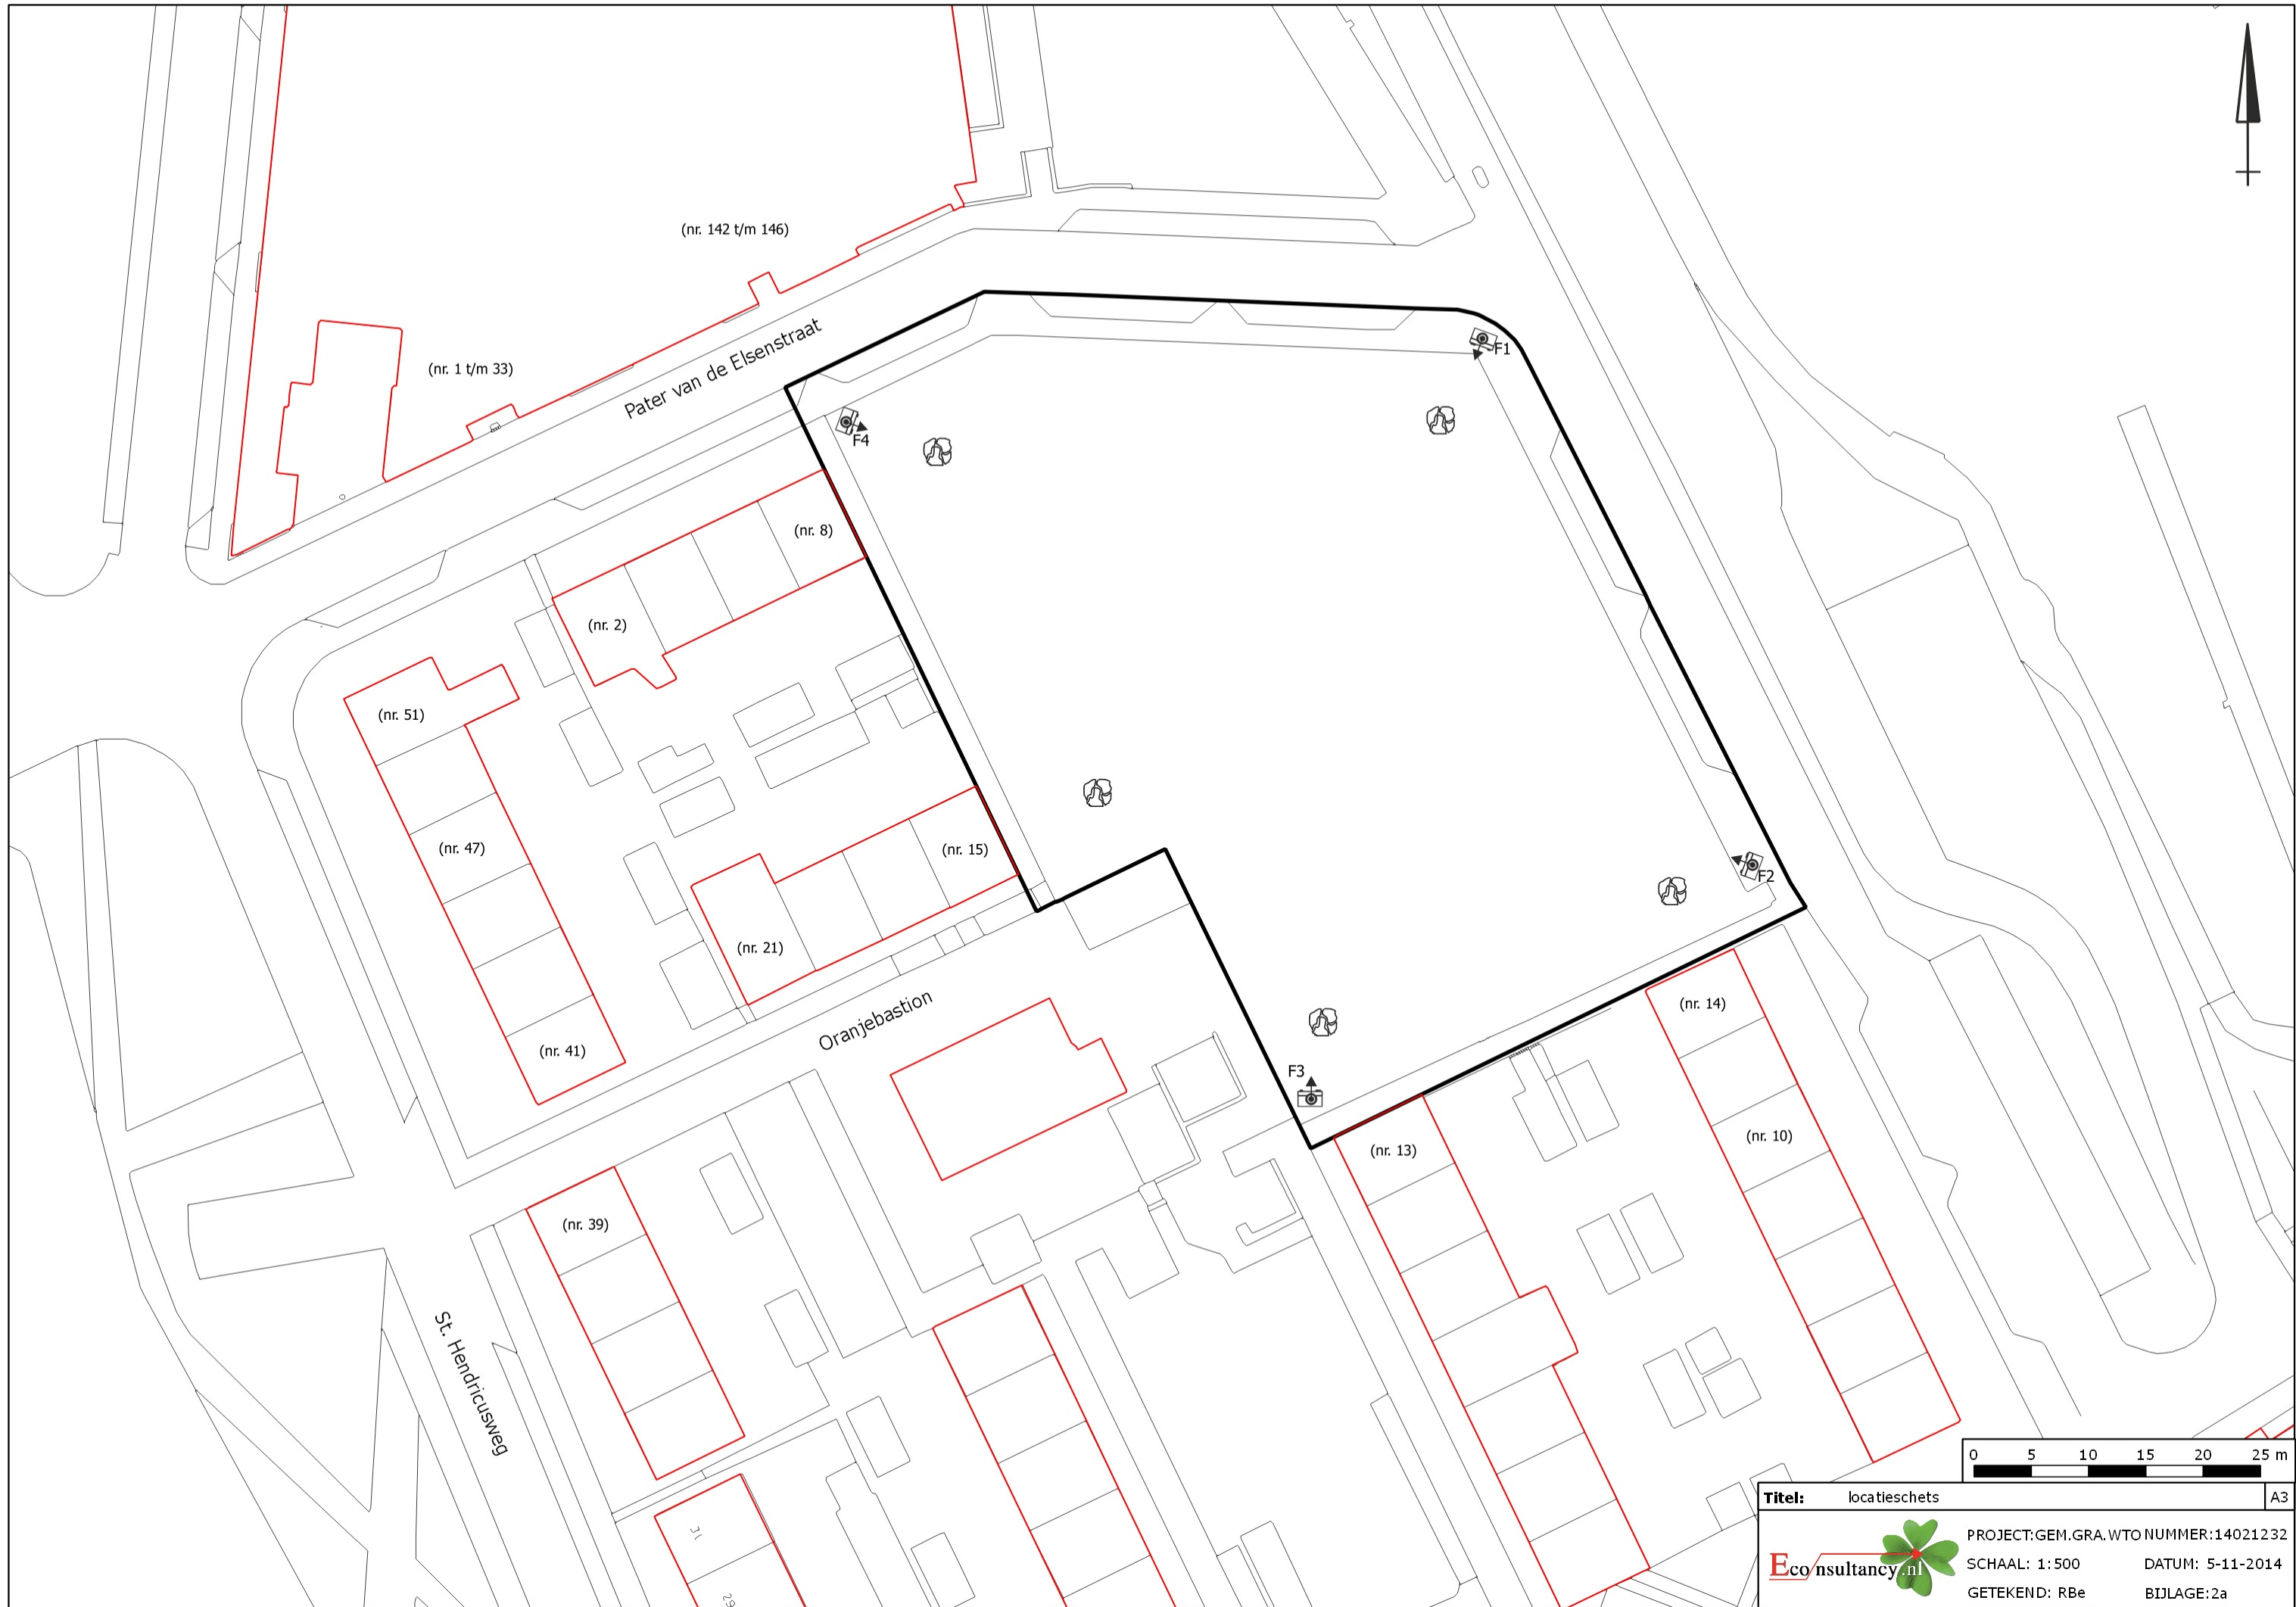 (nr. 142 t/m 146)
(nr. 1 t/m 33)
Pater van de Elsenstraat
F1
F4
(nr. 8)
(nr. 2)
(nr. 51)
(nr. 47)
(nr. 15)
F2
(nr. 21)
(nr. 14)
Oranjebastion
(nr. 41)
F3
(nr. 13)
(nr. 10)
(nr. 39)
St. Hendricusweg
31
29
0 5 10 15 20 25 m
Titel: locatieschets A3
PROJECT:GEM.GRA.WTO NUMMER:14021232
SCHAAL: 1:500 DATUM: 5-11-2014
GETEKEND: RBe BIJLAGE:2a
Econsultancy.nl